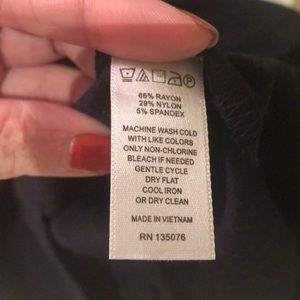 66% RAYON
29% NYLON
5% SPANDEX
MACHINE WASH COLD
WITH LIKE COLORS
ONLY NON-CHLORINE
BLEACH IF NEEDED
GENTLE CYCLE
DRY FLAT
COOL IRON
OR DRY CLEAN
MADE IN VIETNAM
RN 135076